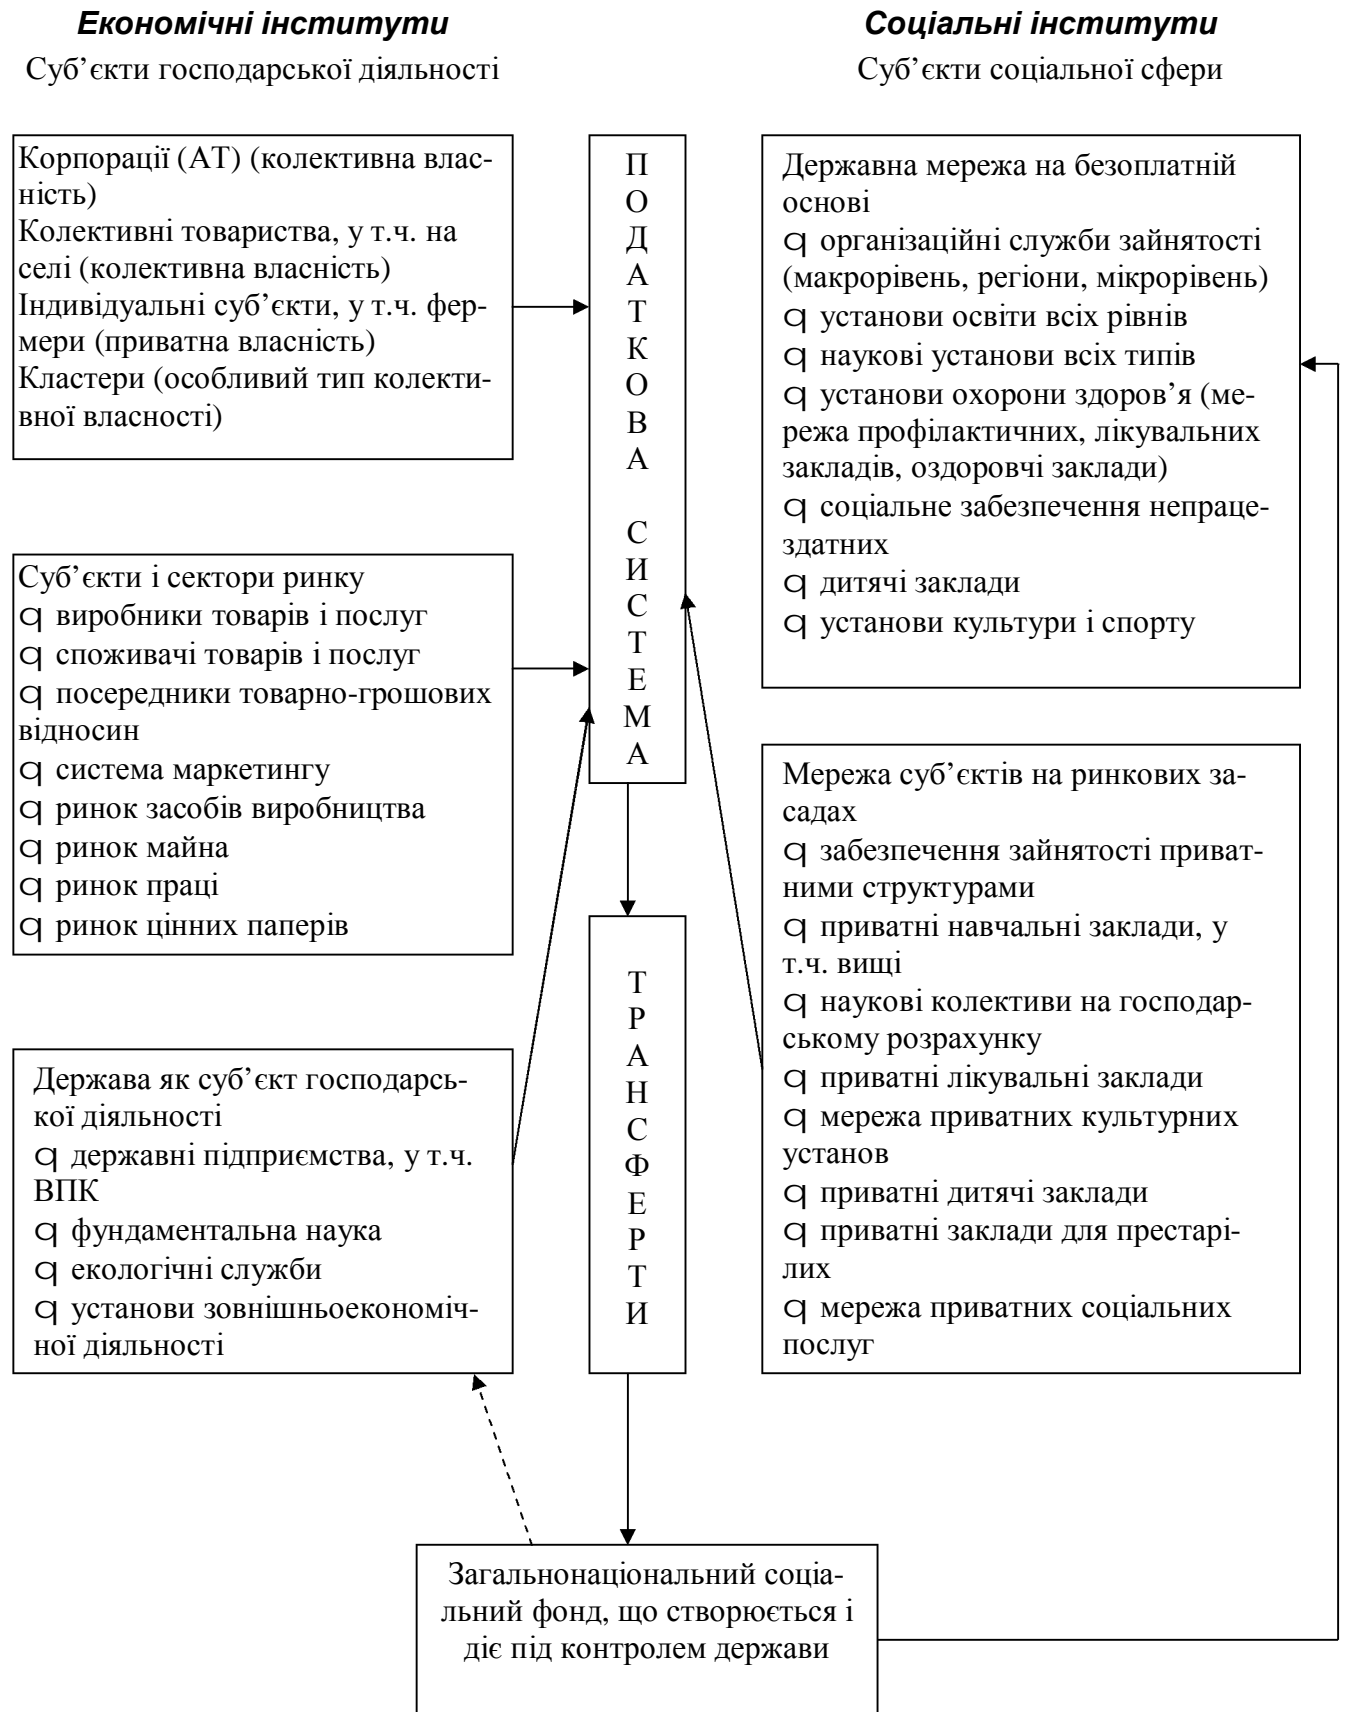 Економічні інститути
Суб’єкти господарської діяльності
Соціальні інститути
Суб’єкти соціальної сфери
Корпорації (АТ) (колективна влас-
ність)
Колективні товариства, у т.ч. на
селі (колективна власність)
Індивідуальні суб’єкти, у т.ч. фер-
мери (приватна власність)
Кластери (особливий тип колекти-
вної власності)
Суб’єкти і сектори ринку
q виробники товарів і послуг
q споживачі товарів і послуг
q посередники товарно-грошових
відносин
q система маркетингу
q ринок засобів виробництва
q ринок майна
q ринок праці
q ринок цінних паперів
Держава як суб’єкт господарсь-
кої діяльності
q державні підприємства, у т.ч.
ВПК
q фундаментальна наука
q екологічні служби
q установи зовнішньоекономіч-
ної діяльності
П
О
Д
А
Т
К
О
В
А
С
И
С
Т
Е
М
А
Т
Р
А
Н
С
Ф
Е
Р
Т
И
Державна мережа на безоплатній
основі
q організаційні служби зайнятості
(макрорівень, регіони, мікрорівень)
q установи освіти всіх рівнів
q наукові установи всіх типів
q установи охорони здоров’я (ме-
режа профілактичних, лікувальних
закладів, оздоровчі заклади)
q соціальне забезпечення непраце-
здатних
q дитячі заклади
q установи культури і спорту
Мережа суб’єктів на ринкових за-
садах
q забезпечення зайнятості приват-
ними структурами
q приватні навчальні заклади, у
т.ч. вищі
q наукові колективи на господар-
ському розрахунку
q приватні лікувальні заклади
q мережа приватних культурних
установ
q приватні дитячі заклади
q приватні заклади для престарі-
лих
q мережа приватних соціальних
послуг
Загальнонаціональний соціа-
льний фонд, що створюється і
діє під контролем держави